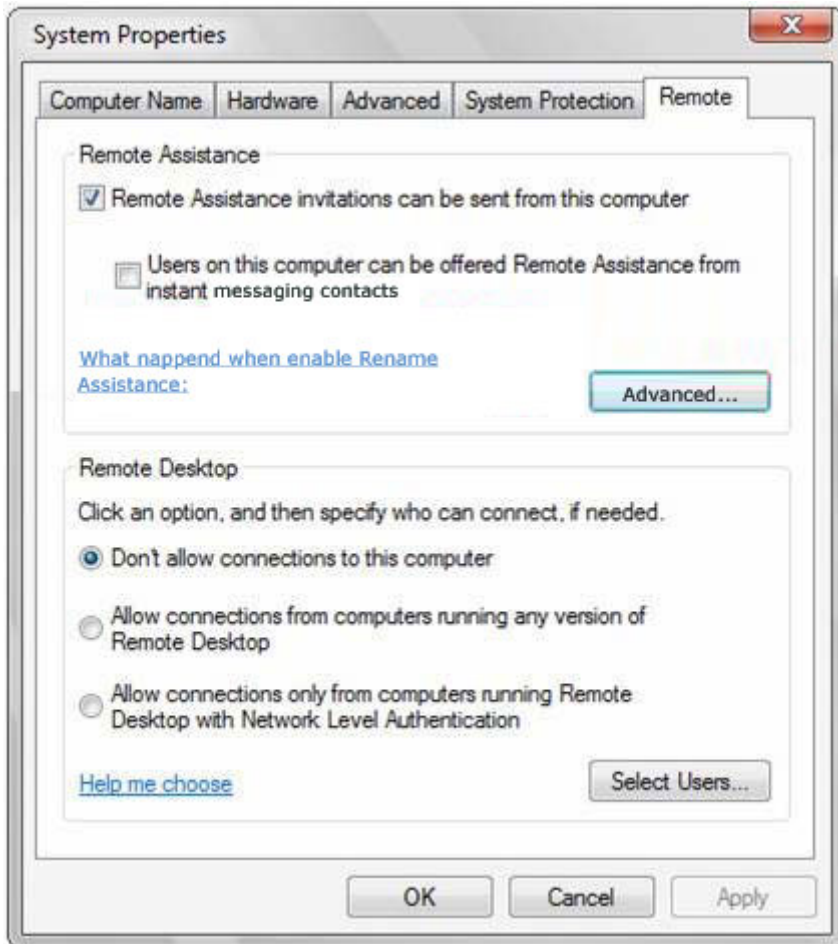 System Properties
Computer Name Hardware Advanced System Protection Remote
Remote Assistance
Remote Assistance invitations can be sent from this computer
Users on this computer can be offered Remote Assistance from
instant messaging contacts
What nappend when enable Rename
Assistance:
Advanced...
Remote Desktop
Click an option, and then specify who can connect, if needed.
Don't allow connections to this computer
Allow connections from computers running any version of
Remote Desktop
Allow connections only from computers running Remote
Desktop with Network Level Authentication
Help me choose
Select Users...
OK Cancel Apply